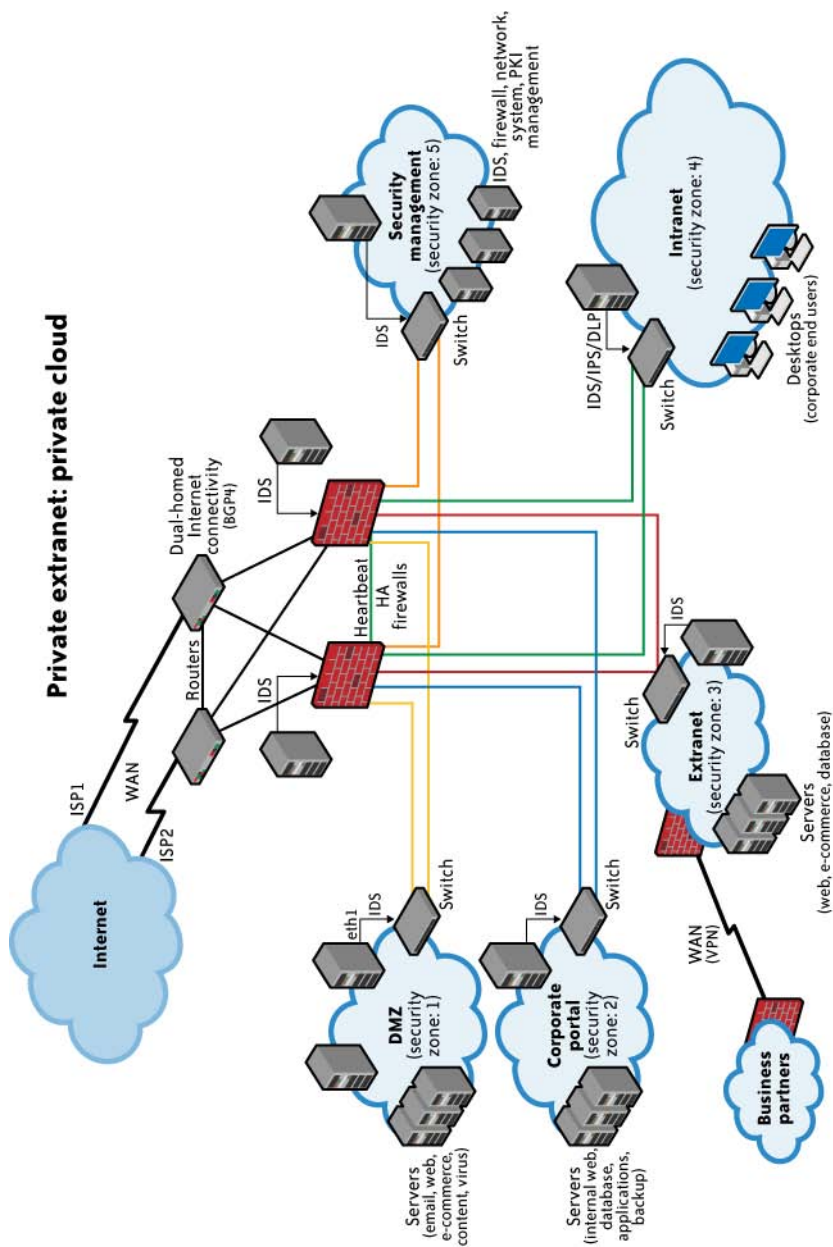 Private extranet: private cloud
Internet
ISP1
WAN
ISP2
Dual-homed
Internet
connectivity
(BGP4)
Routers
IDS
IDS
Heartbeat
HA
firewalls
IDS
Switch
Security
management
(security zone: 5)
IDS, firewall, network,
system, PKI
management
eth1
IDS
Switch
DMZ
(security
zone: 1)
Servers
(email, web,
e-commerce,
content, virus)
IDS
Switch
Corporate
portal
(security
zone: 2)
Servers
(internal web,
database,
applications,
backup)
IDS/IPS/DLP
Switch
Intranet
(security zone: 4)
Desktops
(corporate end users)
Switch
IDS
Extranet
(security zone: 3)
Servers
(web, e-commerce, database)
WAN
(VPN)
Business
partners